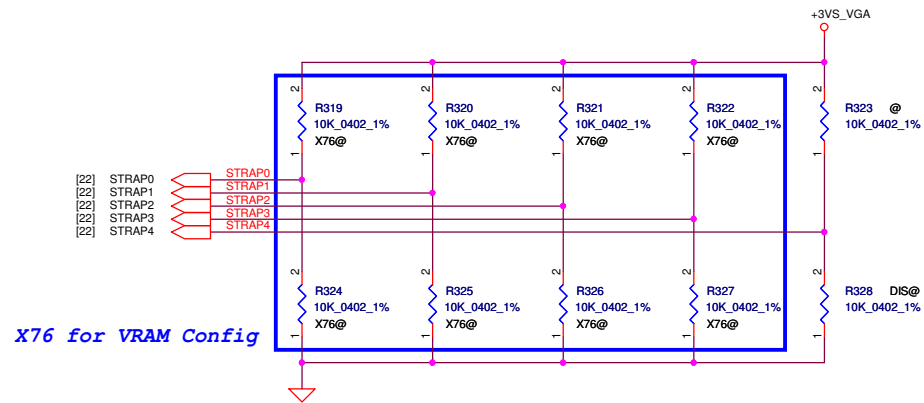 +3VS_VGA
2 2 2 2 2
R319 R320 R321 R322 R323 @
10K_0402_1% 10K_0402_1% 10K_0402_1% 10K_0402_1% 10K_0402_1%
X76@ X76@ X76@ X76@
1 1 1 1 1
[22] STRAP0 STRAP0
[22] STRAP1 STRAP1
[22] STRAP2 STRAP2
[22] STRAP3 STRAP3
[22] STRAP4 STRAP4
2 2 2 2 2
R324 R325 R326 R327 R328 DIS@
10K_0402_1% 10K_0402_1% 10K_0402_1% 10K_0402_1% 10K_0402_1%
X76@ X76@ X76@ X76@
1 1 1 1 1
X76 for VRAM Config